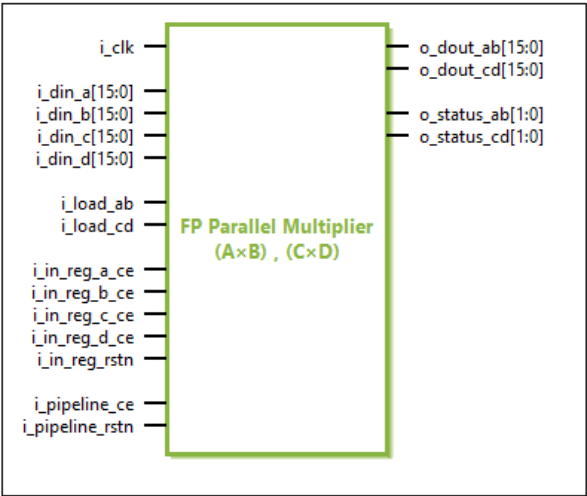 i_clk
i_din_a[15:0]
i_din_b[15:0]
i_din_c[15:0]
i_din_d[15:0]
i_load_ab
i_load_cd
i_in_reg_a_ce
i_in_reg_b_ce
i_in_reg_c_ce
i_in_reg_d_ce
i_in_reg_rstn
i_pipeline_ce
i_pipeline_rstn
FP Parallel Multiplier
(A×B) , (C×D)
o_dout_ab[15:0]
o_dout_cd[15:0]
o_status_ab[1:0]
o_status_cd[1:0]